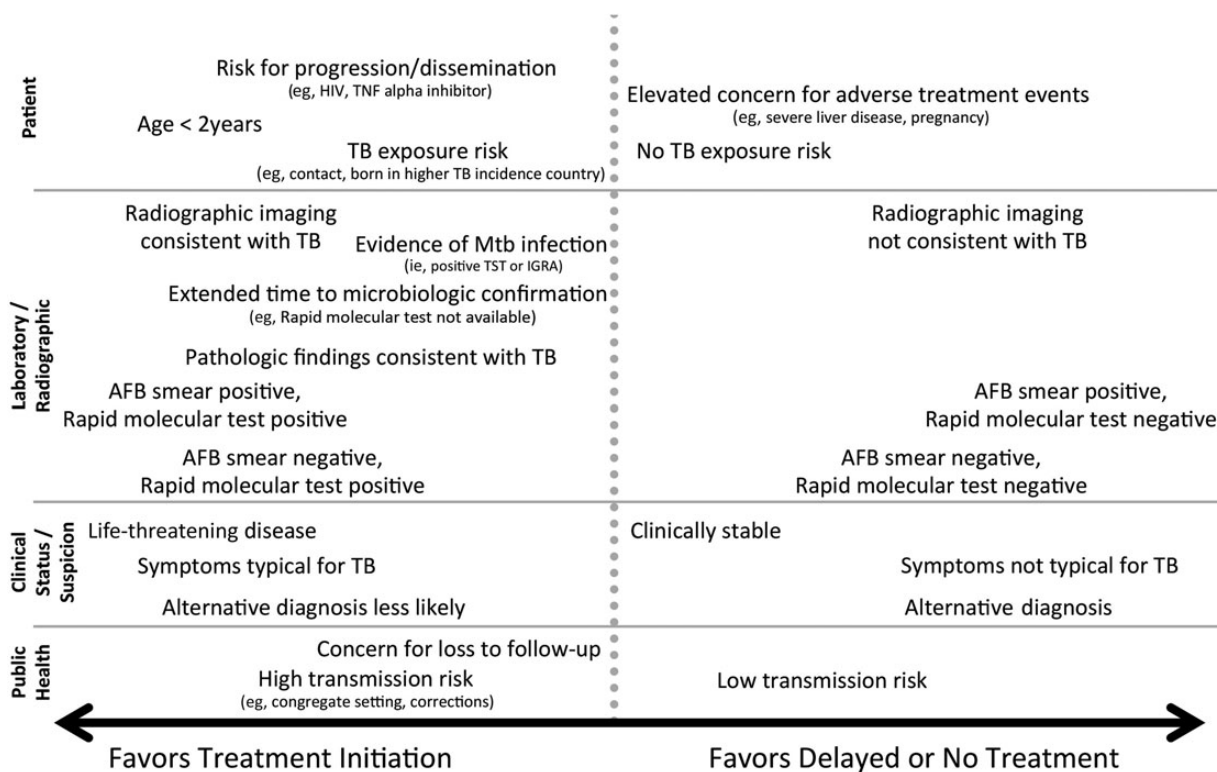 Patient
Risk for progression/dissemination
(eg, HIV, TNF alpha inhibitor)
Age < 2years
TB exposure risk
(eg, contact, born in higher TB incidence country)
Elevated concern for adverse treatment events
(eg, severe liver disease, pregnancy)
No TB exposure risk
Laboratory /
Radiographic
Radiographic imaging
consistent with TB
Evidence of Mtb infection
(ie, positive TST or IGRA)
Extended time to microbiologic confirmation
(eg, Rapid molecular test not available)
Pathologic findings consistent with TB
AFB smear positive,
Rapid molecular test positive
AFB smear negative,
Rapid molecular test positive
Radiographic imaging
not consistent with TB
AFB smear positive,
Rapid molecular test negative
AFB smear negative,
Rapid molecular test negative
Clinical
Status /
Suspicion
Life-threatening disease
Symptoms typical for TB
Alternative diagnosis less likely
Clinically stable
Symptoms not typical for TB
Alternative diagnosis
Public
Health
Concern for loss to follow-up
High transmission risk
(eg, congregate setting, corrections)
Low transmission risk
Favors Treatment Initiation
Favors Delayed or No Treatment